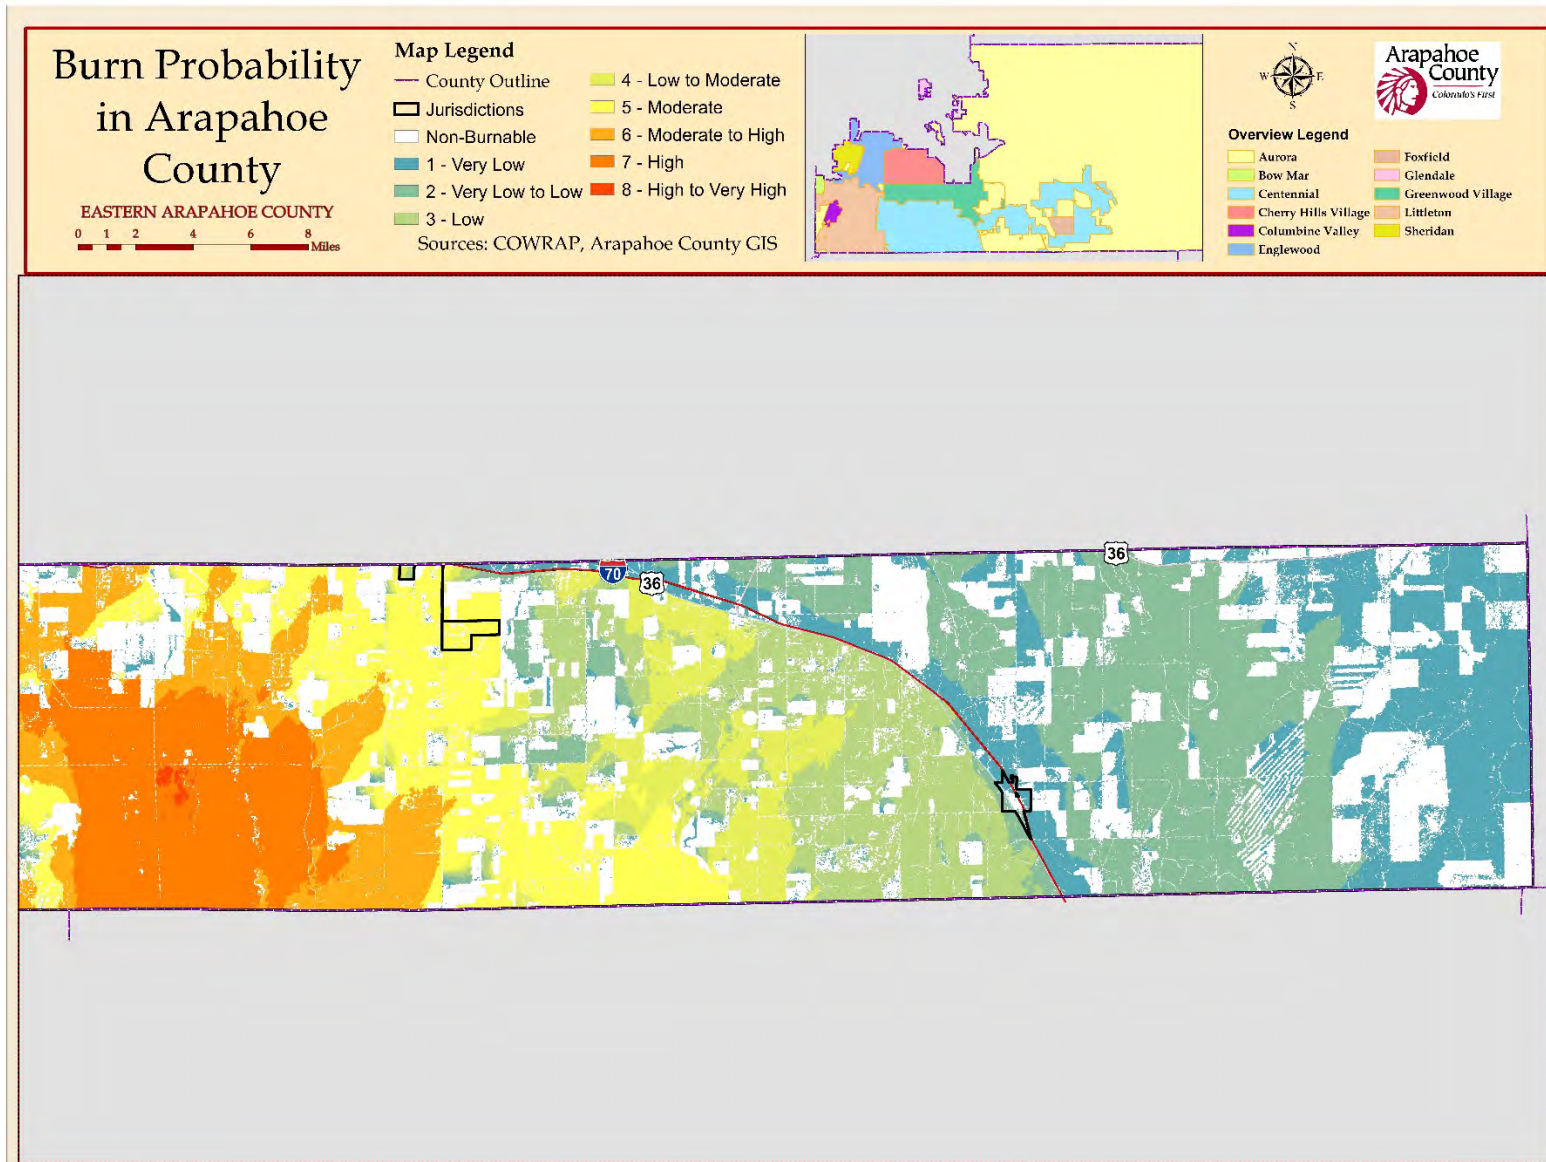 Burn Probability
in Arapahoe
County
EASTERN ARAPAHOE COUNTY
0 1 2 4 6 8
Miles
Map Legend
County Outline
Jurisdictions
Non-Burnable
1 - Very Low
2 - Very Low to Low
3 - Low
4 - Low to Moderate
5 - Moderate
6 - Moderate to High
7 - High
8 - High to Very High
Sources: COWRAP, Arapahoe County GIS
N
W E
S
Arapahoe
County
Colorado's First
Overview Legend
Aurora
Bow Mar
Centennial
Cherry Hills Village
Columbine Valley
Englewood
Foxfield
Glendale
Greenwood Village
Littleton
Sheridan
36
70
36